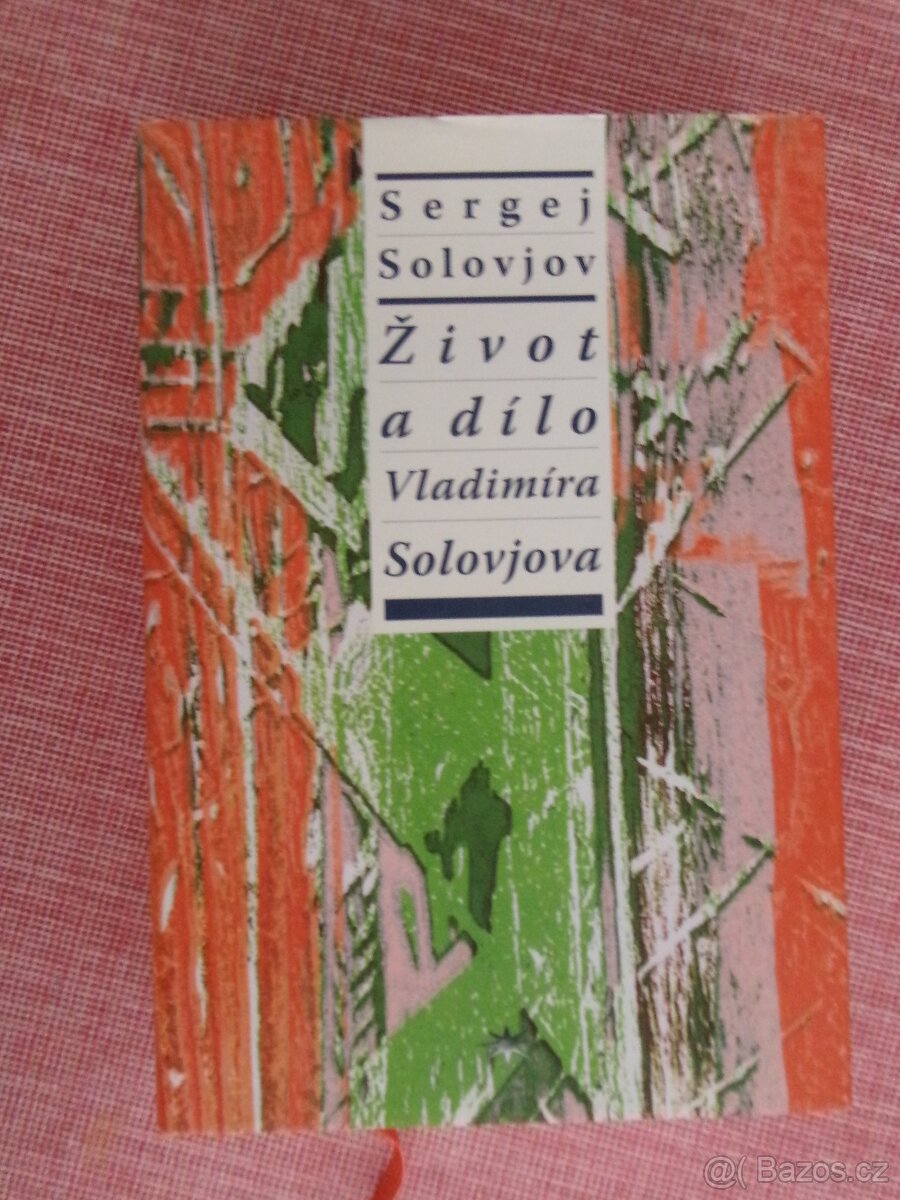 Sergej
Solovjov
Život
a dílo
Vladimíra
Solovjova
@( Bazos.cz